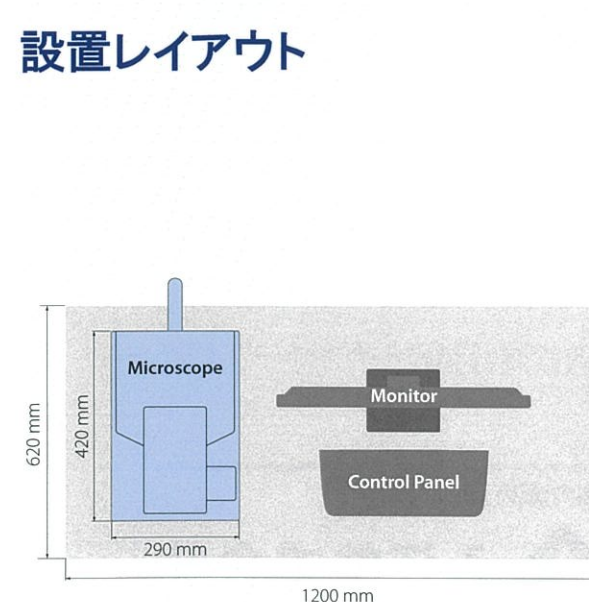 設置レイアウト
Microscope
Monitor
Control Panel
620 mm
420 mm
290 mm
1200 mm